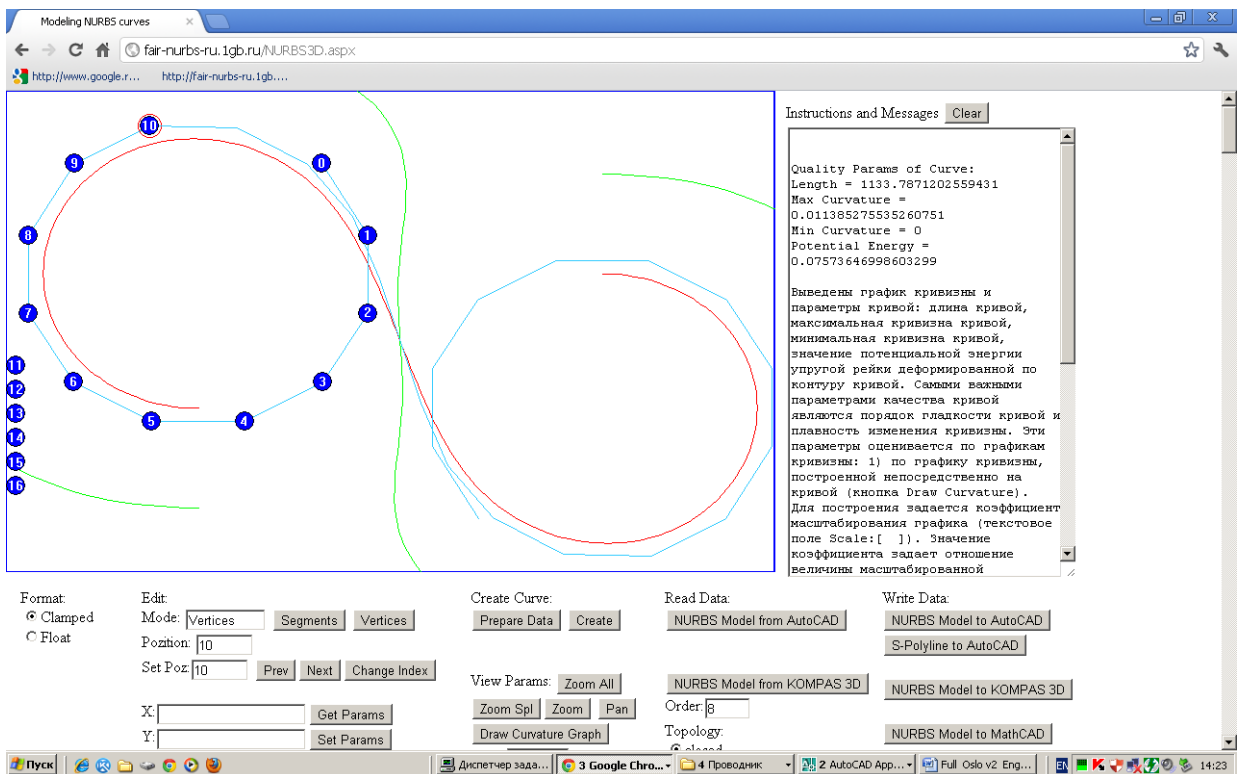 Modeling NURBS curves
fair-nurbs-ru.1gb.ru/NURBS3D.aspx
http://www.google.r... http://fair-nurbs-ru.1gb....
Instructions and Messages Clear
Quality Params of Curve:
Length = 1133.7871202559431
Max Curvature =
0.011385275535260751
Min Curvature = 0
Potential Energy =
0.07573646998603299
Выведены график кривизны и
параметры кривой: длина кривой,
максимальная кривизна кривой,
минимальная кривизна кривой,
значение потенциальной энергии
упругой рейки деформированной по
контуру кривой. Самыми важными
параметрами качества кривой
являются порядок гладкости кривой и
плавность изменения кривизны. Эти
параметры оценивается по графикам
кривизны: 1) по графику кривизны,
построенной непосредственно на
кривой (кнопка Draw Curvature).
Для построения задается коэффициент
масштабирования графика (текстовое
поле Scale:[ ]). Значение
коэффициента задает отношение
величины масштабированной
10
9
0
8
1
7
2
11
6
3
12
13
5
4
14
15
16
Format: Edit: Create Curve: Read Data: Write Data:
Clamped Mode: Vertices Segments Vertices Prepare Data Create NURBS Model from AutoCAD NURBS Model to AutoCAD
Float Pozition: 10 S-Polyline to AutoCAD
Set Poz: 10 Prev Next Change Index View Params: Zoom All NURBS Model from KOMPAS 3D NURBS Model to KOMPAS 3D
X: Get Params Zoom Spl Zoom Pan Order: 8
Y: Set Params Draw Curvature Graph Topology: NURBS Model to MathCAD
closed
Пуск Диспетчер зада... 3 Google Chro... 4 Проводник 2 AutoCAD App... Full Oslo v2 Eng... EN 14:23